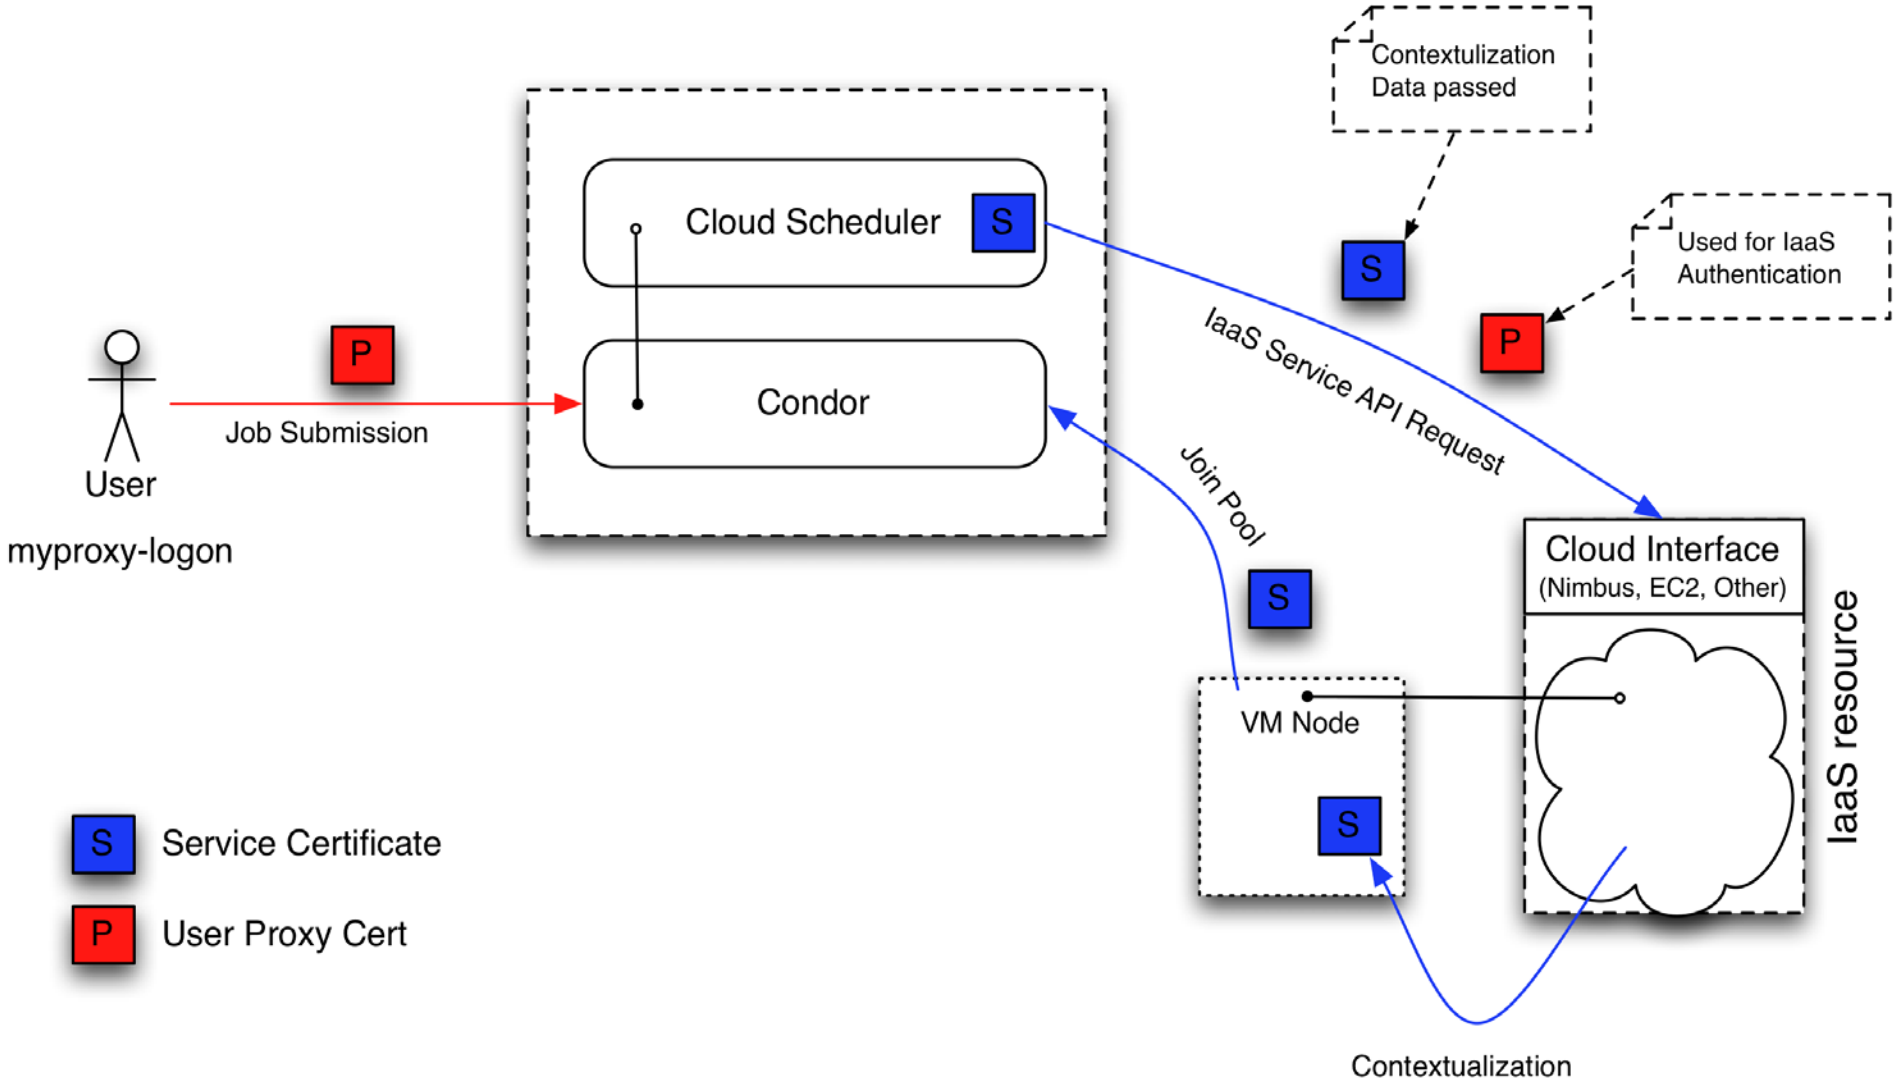 Contextulization
Data passed
Cloud Scheduler
S
S
Used for IaaS
Authentication
P
P
IaaS Service API Request
Condor
Job Submission
User
myproxy-logon
Join Pool
Cloud Interface
(Nimbus, EC2, Other)
S
IaaS resource
VM Node
S
S
Service Certificate
P
User Proxy Cert
Contextualization